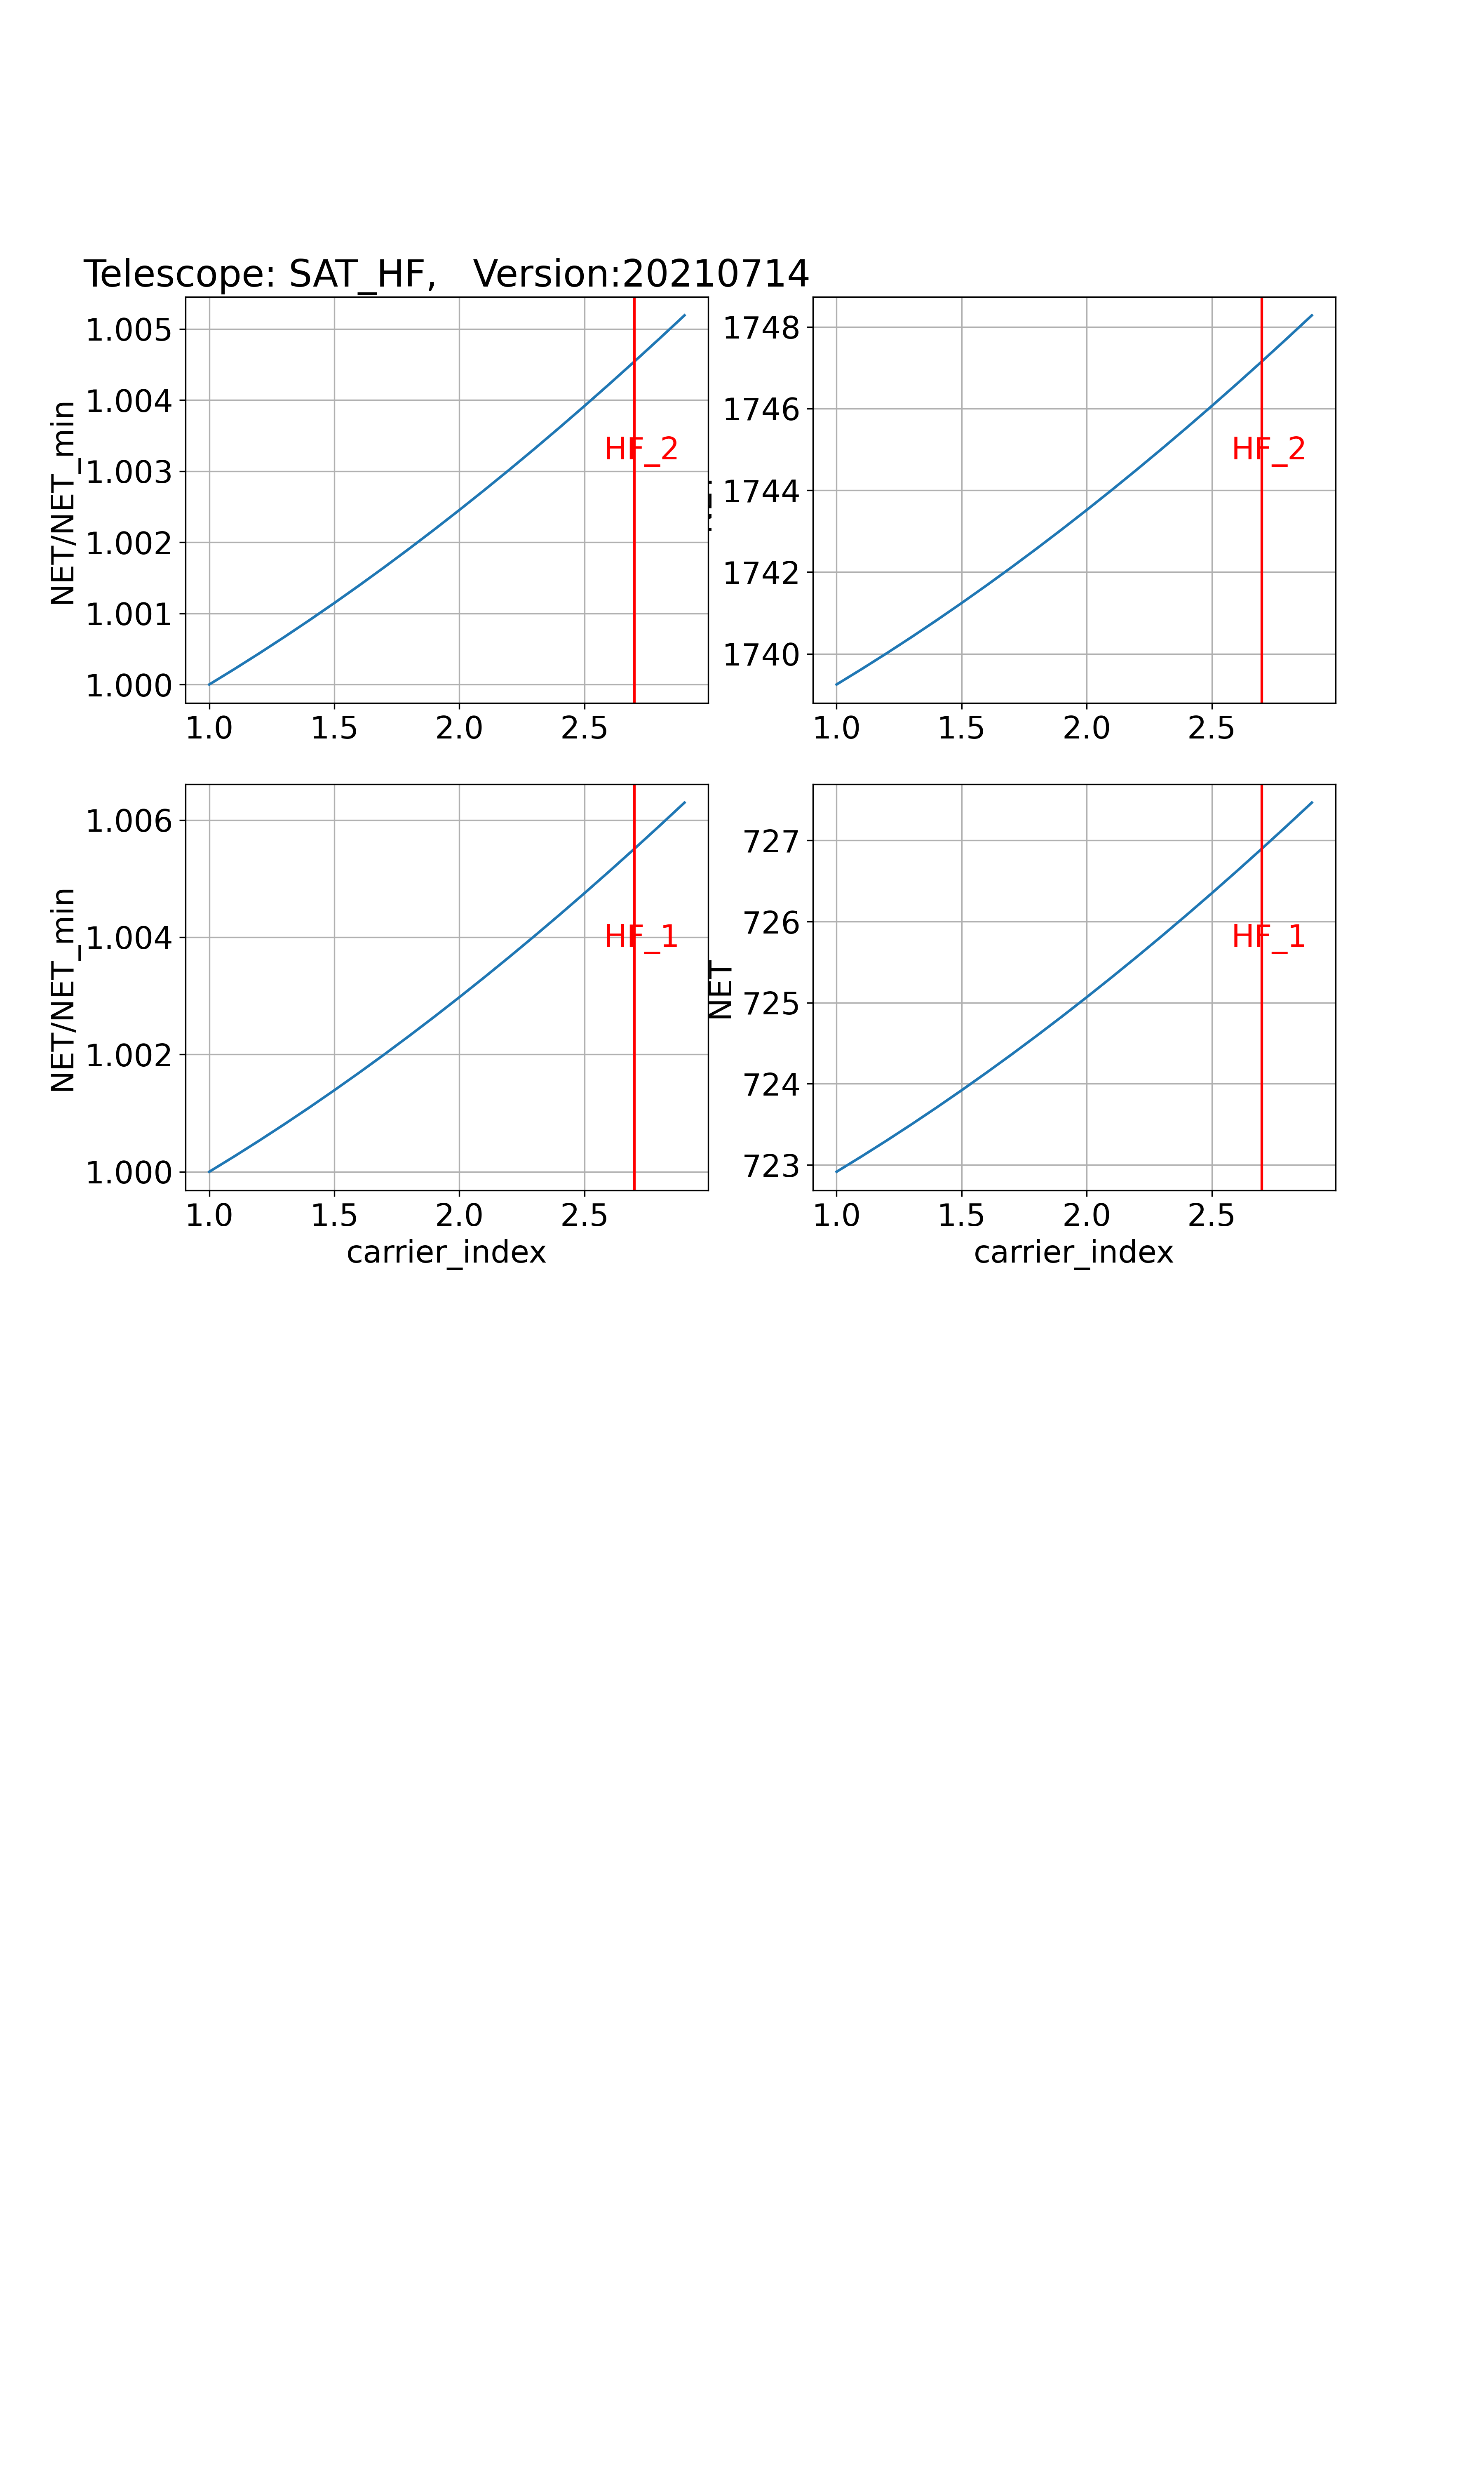 Telescope: SAT_HF,   Version:20210714
NET/NET_min
1.005
1.004
1.003
1.002
1.001
1.000
HF_2
1.0 1.5 2.0 2.5
1748
1746
1744
1742
1740
HF_2
1.0 1.5 2.0 2.5
NET/NET_min
1.006
1.004
1.002
1.000
HF_1
1.0 1.5 2.0 2.5
carrier_index
NET
727
726
725
724
723
HF_1
1.0 1.5 2.0 2.5
carrier_index